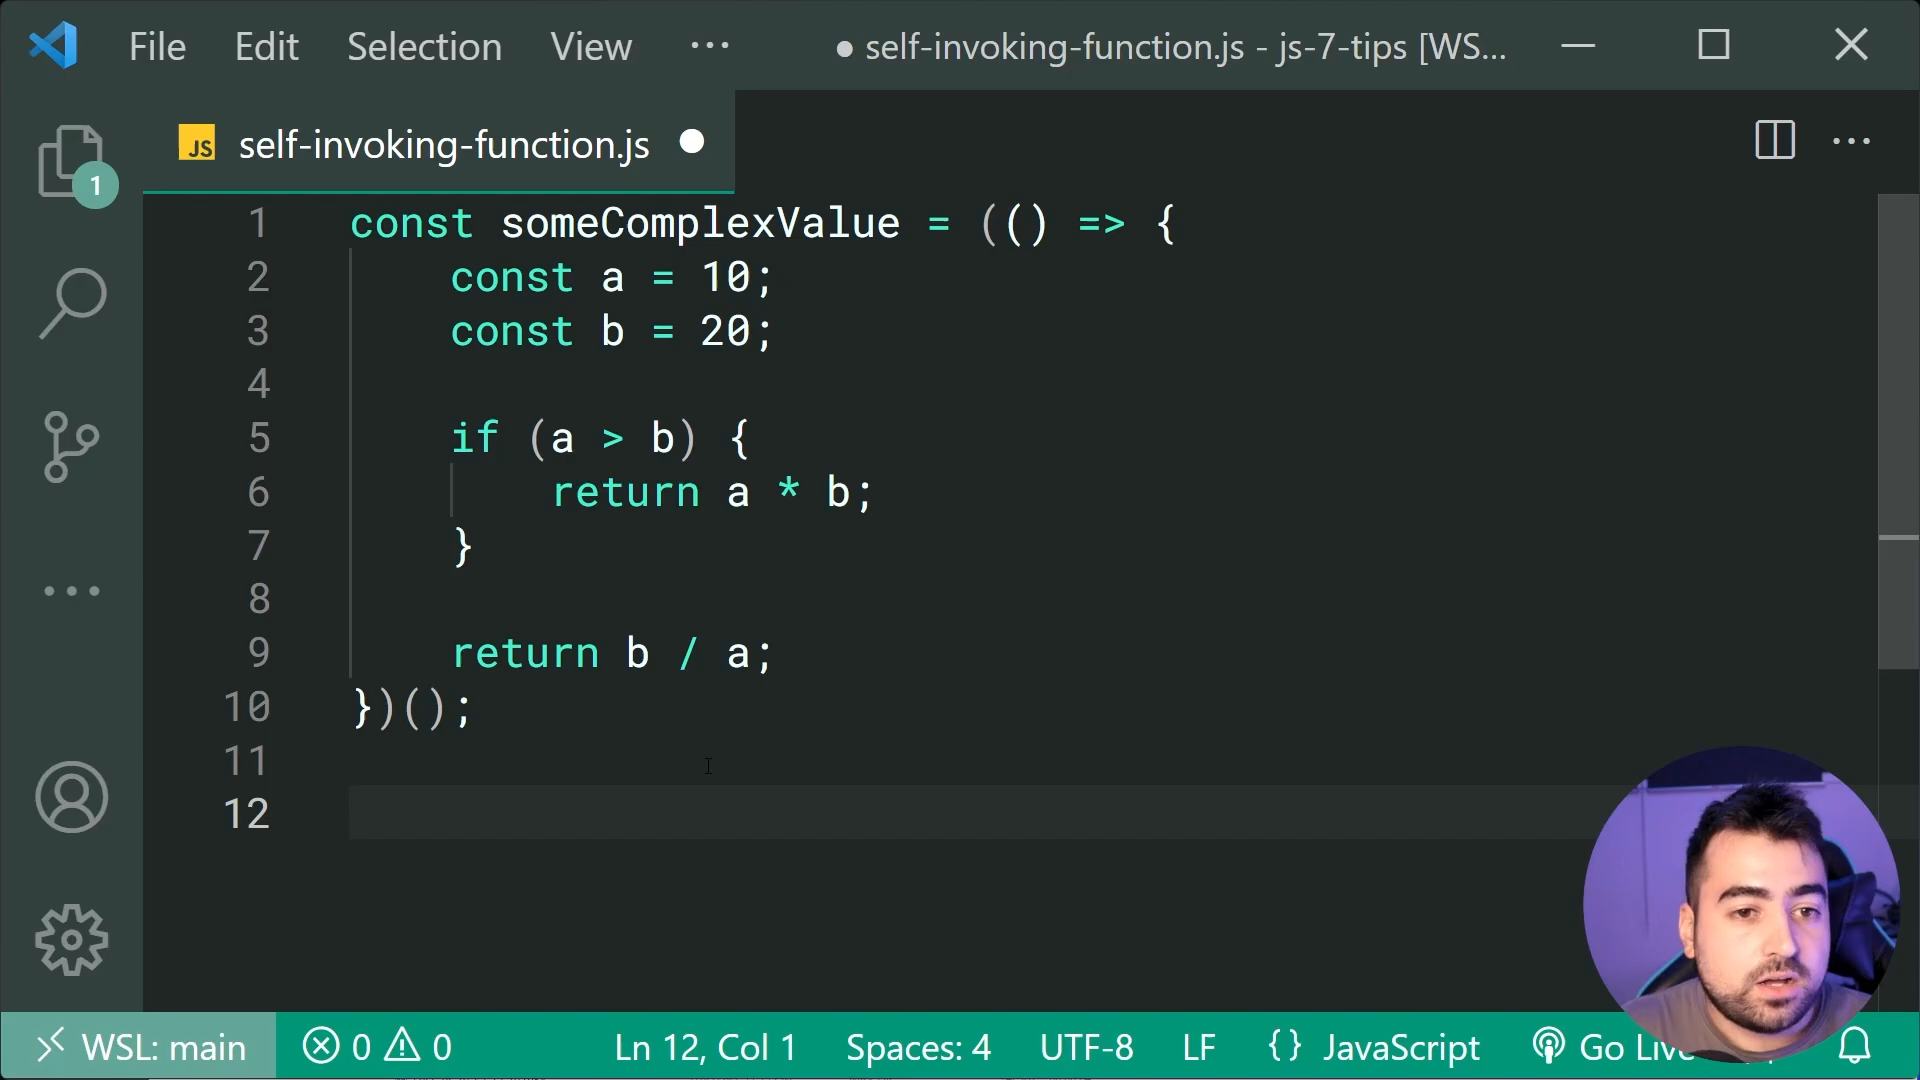 File Edit Selection View ··· ● self-invoking-function.js - js-7-tips [WS...
JS self-invoking-function.js ●
1
1 const someComplexValue = (() => {
2 const a = 10;
3 const b = 20;
4
5 if (a > b) {
6 return a * b;
7 }
8
9 return b / a;
10 })();
11
12
WSL: main 0 0 Ln 12, Col 1 Spaces: 4 UTF-8 LF {} JavaScript Go Live